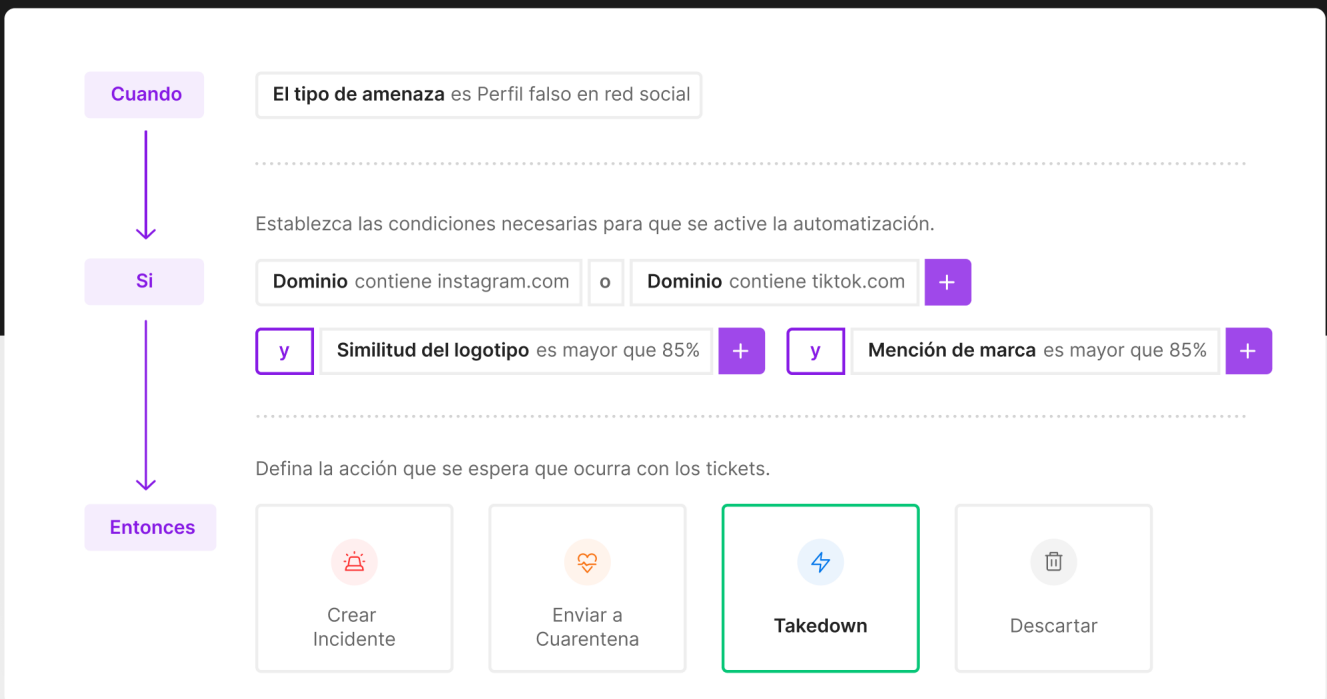 Cuando
El tipo de amenaza es Perfil falso en red social
Establezca las condiciones necesarias para que se active la automatización.
Si
Dominio contiene instagram.com o Dominio contiene tiktok.com +
y Similitud del logotipo es mayor que 85% + y Mención de marca es mayor que 85% +
Defina la acción que se espera que ocurra con los tickets.
Entonces
Crear
Incidente
Enviar a
Cuarentena
Takedown
Descartar